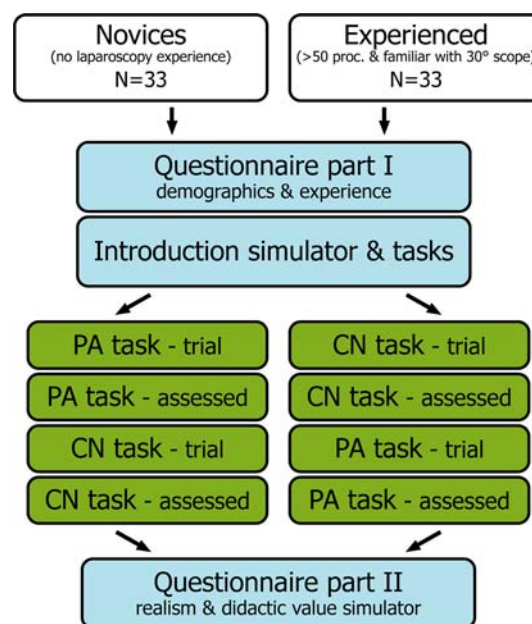 Novices
(no laparoscopy experience)
N=33
Experienced
(>50 proc. & familiar with 30° scope)
N=33
Questionnaire part I
demographics & experience
Introduction simulator & tasks
PA task - trial
PA task - assessed
CN task - trial
CN task - assessed
CN task - trial
CN task - assessed
PA task - trial
PA task - assessed
Questionnaire part II
realism & didactic value simulator